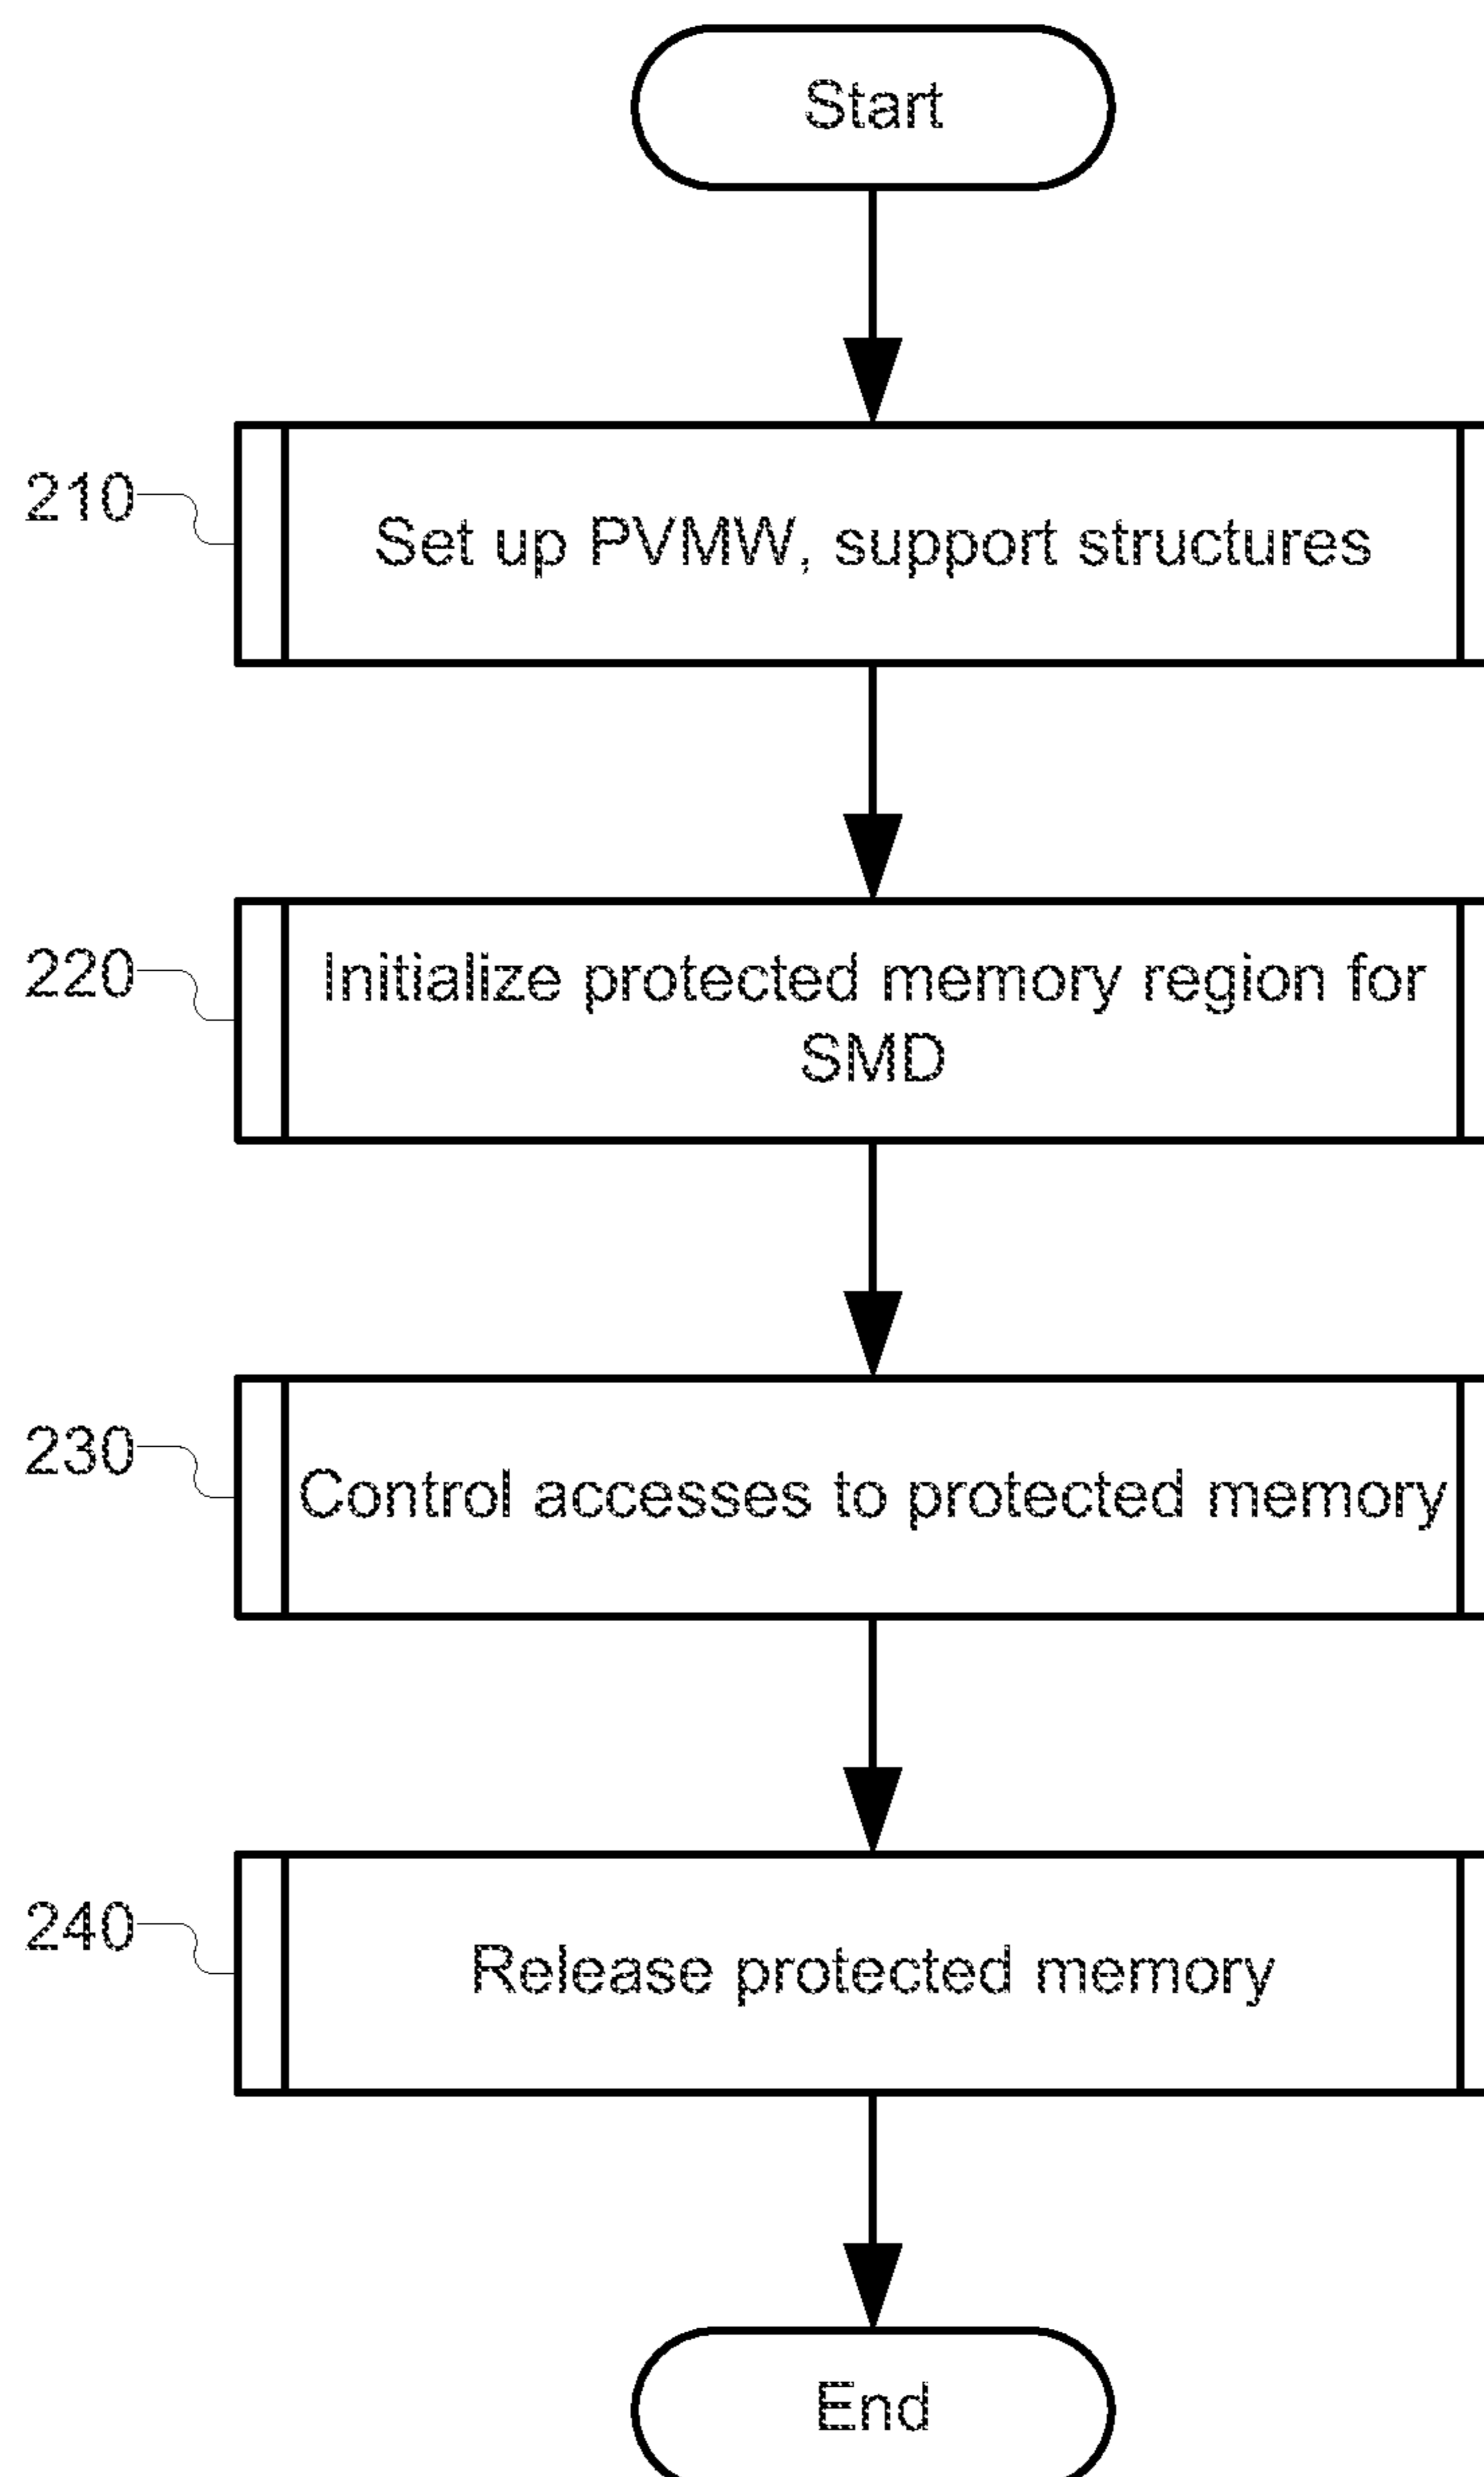 Start
210
Set up PVMW, support structures
220
Initialize protected memory region for
SMD
230
Control accesses to protected memory
240
Release protected memory
End